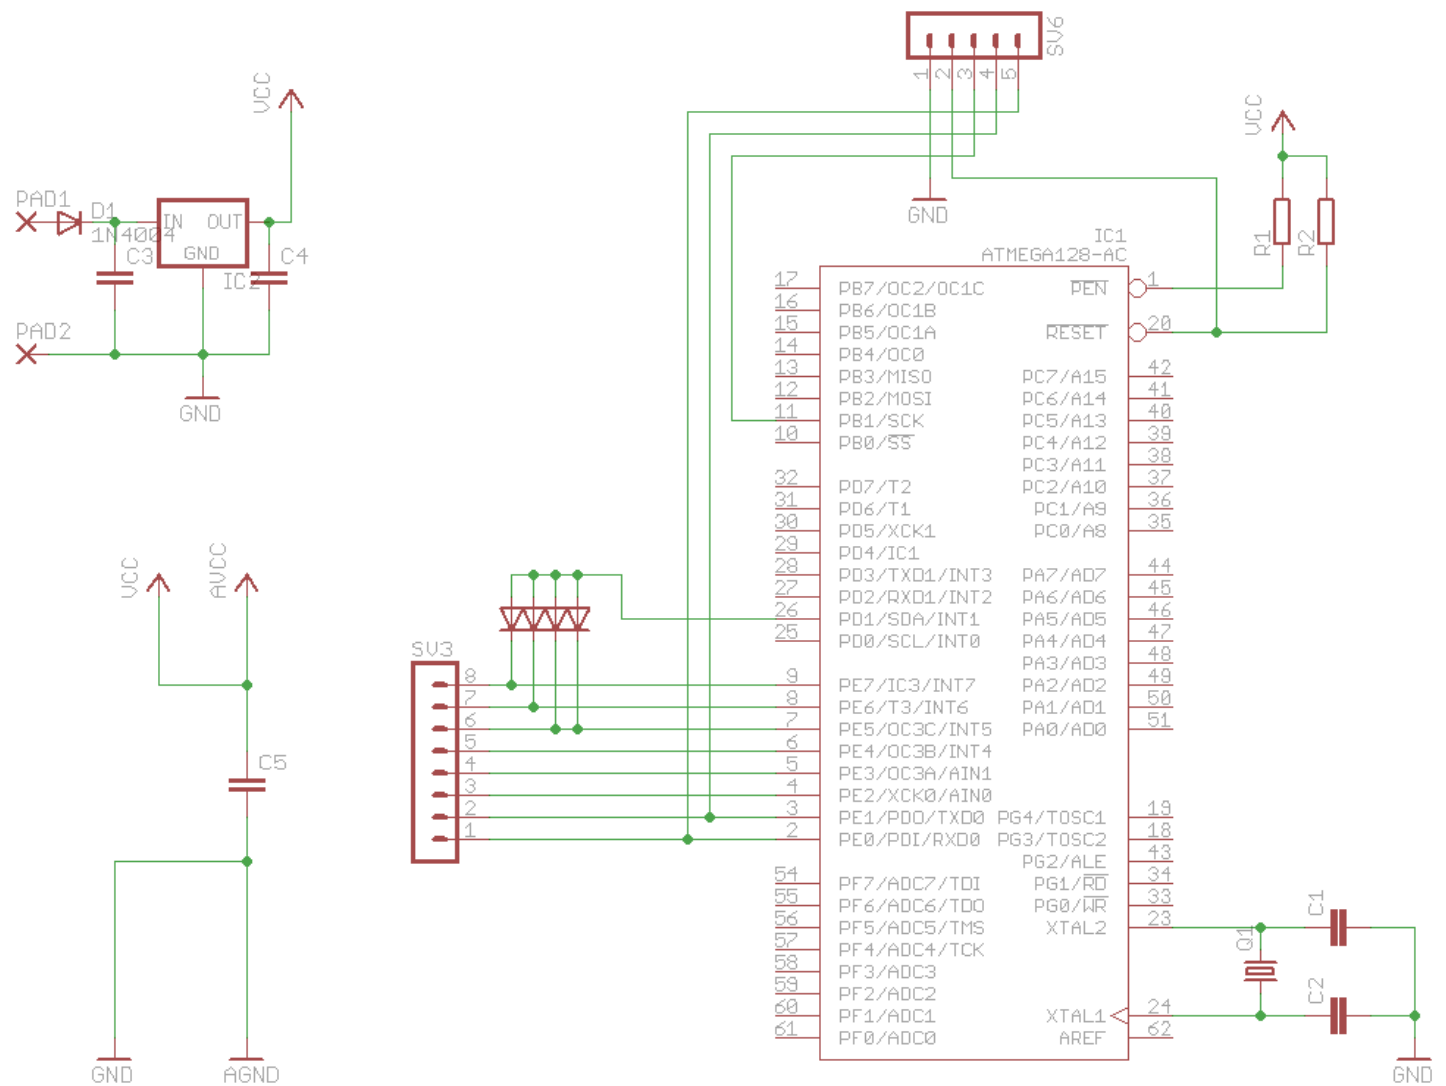 SV6
1 2 3 4 5
VCC
VCC
PAD1
D1
1N4004
IN OUT
GND
C3
IC2
C4
PAD2
GND
GND
R1
R2
IC1
ATMEGA128-AC
17 PB7/OC2/OC1C PEN 1
16 PB6/OC1B
15 PB5/OC1A RESET 20
14 PB4/OC0
13 PB3/MISO PC7/A15 42
12 PB2/MOSI PC6/A14 41
11 PB1/SCK PC5/A13 40
10 PB0/SS PC4/A12 39
PC3/A11 38
32 PD7/T2 PC2/A10 37
31 PD6/T1 PC1/A9 36
30 PD5/XCK1 PC0/A8 35
29 PD4/IC1
28 PD3/TXD1/INT3 PA7/AD7 44
27 PD2/RXD1/INT2 PA6/AD6 45
26 PD1/SDA/INT1 PA5/AD5 46
25 PD0/SCL/INT0 PA4/AD4 47
PA3/AD3 48
9 PE7/IC3/INT7 PA2/AD2 49
8 PE6/T3/INT6 PA1/AD1 50
7 PE5/OC3C/INT5 PA0/AD0 51
6 PE4/OC3B/INT4
5 PE3/OC3A/AIN1
4 PE2/XCK0/AIN0
3 PE1/PDO/TXD0 PG4/TOSC1 19
2 PE0/PDI/RXD0 PG3/TOSC2 18
PG2/ALE 43
54 PF7/ADC7/TDI PG1/RD 34
55 PF6/ADC6/TDO PG0/WR 33
56 PF5/ADC5/TMS XTAL2 23
57 PF4/ADC4/TCK
58 PF3/ADC3
59 PF2/ADC2
60 PF1/ADC1 XTAL1 24
61 PF0/ADC0 AREF 62
VCC
AVCC
C5
GND
AGND
SV3
8
7
6
5
4
3
2
1
Q1
C1
C2
GND